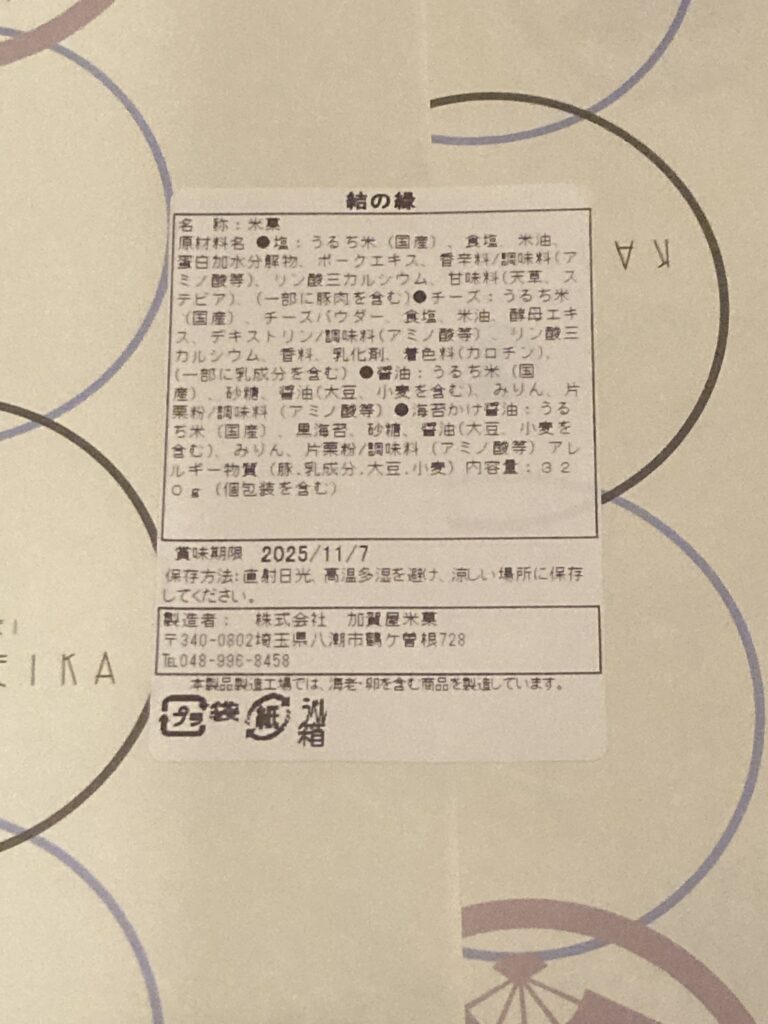 結の縁
名　称：米菓
原材料名 ●塩：うるち米（国産）、食塩、米油、
蛋白加水分解物、ポークエキス、香辛料/調味料(ア
ミノ酸等)、リン酸三カルシウム、甘味料(天草、ス
テビア)、(一部に豚肉を含む)●チーズ：うるち米
（国産）、チーズパウダー、食塩、米油、酵母エキ
ス、デキストリン/調味料(アミノ酸等）、リン酸三
カルシウム、香料、乳化剤、着色料(カロチン)、
(一部に乳成分を含む）●醤油：うるち米（国
産）、砂糖、醤油(大豆、小麦を含む)、みりん、片
栗粉/調味料（アミノ酸等）●海苔かけ醤油：うる
ち米（国産）、黒海苔、砂糖、醤油(大豆、小麦を
含む)、みりん、片栗粉/調味料（アミノ酸等）アレ
ルギー物質（豚.乳成分.大豆.小麦）内容量：３２
０ｇ（個包装を含む）
賞味期限　2025/11/7
保存方法:直射日光、高温多湿を避け、涼しい場所に保存
してください。
製造者：　株式会社　加賀屋米菓
〒340-0802埼玉県八潮市鶴ケ曽根728
℡048-996-8458
本製品製造工場では、海老・卵を含む商品を製造しています。
プラ 袋 紙 箱
KA
EIKA